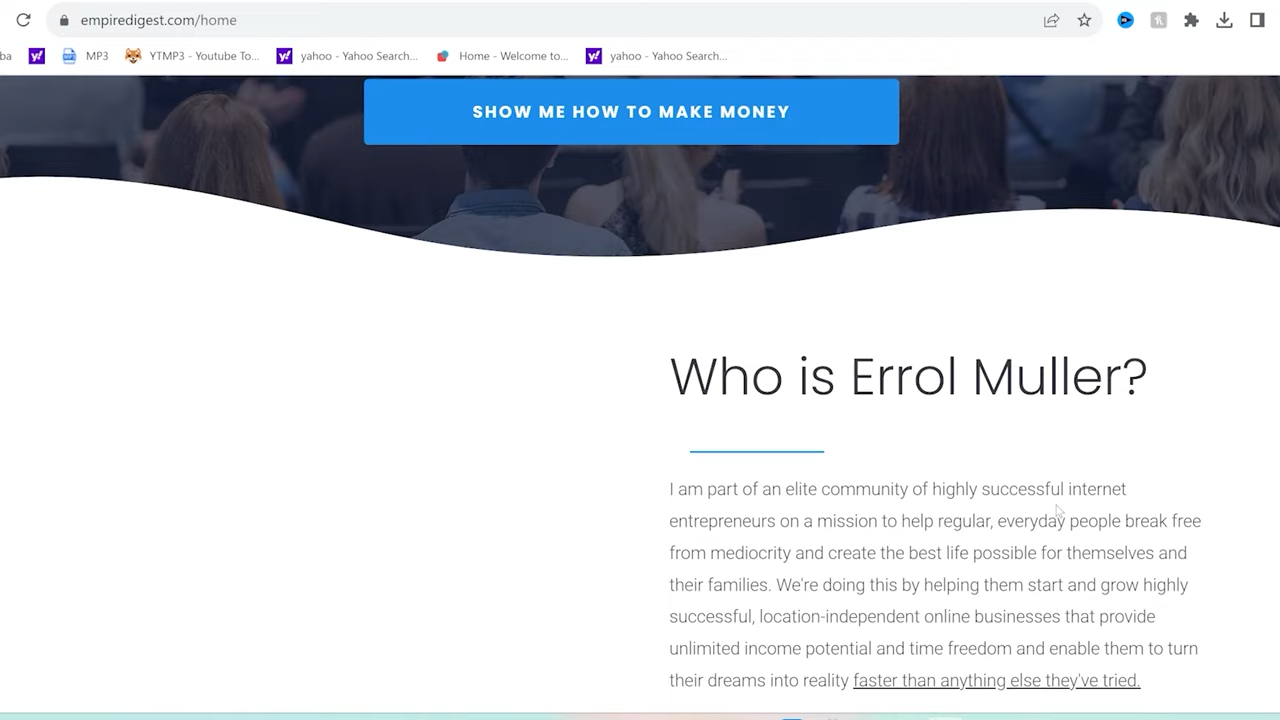 empiredigest.com/home
ba
MP3
YTMP3 - Youtube To...
yahoo - Yahoo Search...
Home - Welcome to...
yahoo - Yahoo Search...
SHOW ME HOW TO MAKE MONEY
Who is Errol Muller?
I am part of an elite community of highly successful internet
entrepreneurs on a mission to help regular, everyday people break free
from mediocrity and create the best life possible for themselves and
their families. We're doing this by helping them start and grow highly
successful, location-independent online businesses that provide
unlimited income potential and time freedom and enable them to turn
their dreams into reality faster than anything else they've tried.